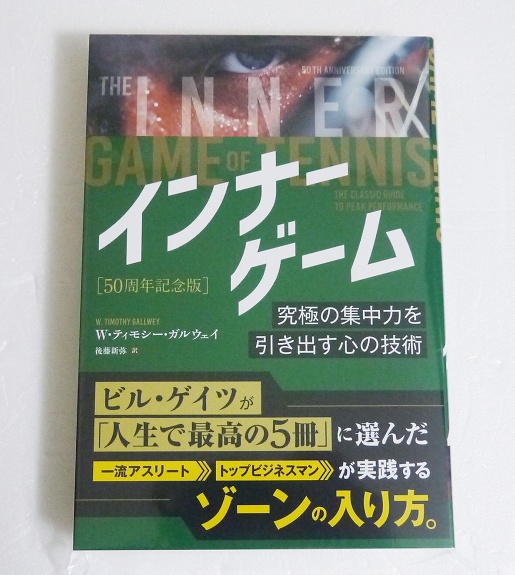 50TH ANNIVERSARY EDITION
THE INNER
GAME OF TENNIS
THE CLASSIC GUIDE
TO PEAK PERFORMANCE
インナー
ゲーム
[50周年記念版]
究極の集中力を
引き出す心の技術
W. TIMOTHY GALLWEY
W・ティモシー・ガルウェイ
後藤新弥 訳
ビル・ゲイツが
「人生で最高の5冊」に選んだ
一流アスリート》トップビジネスマン》が実践する
ゾーンの入り方。